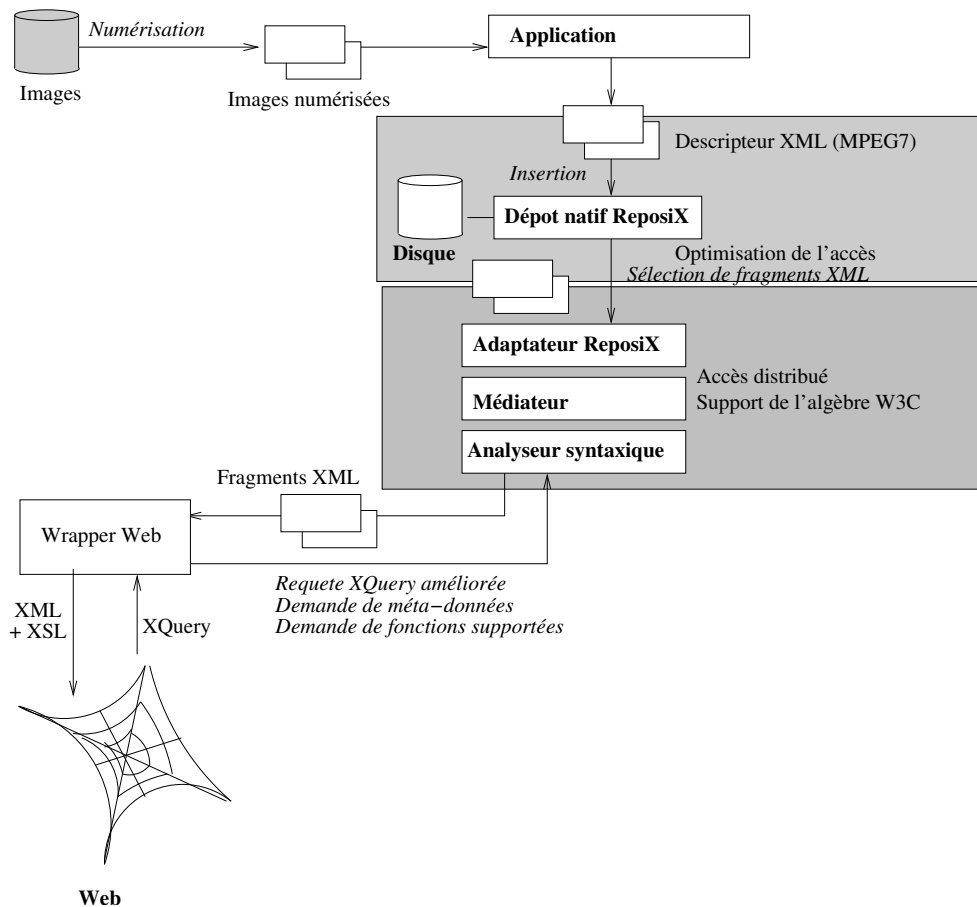 Numérisation
Application
Images
Images numérisées
Descripteur XML (MPEG7)
Insertion
Dépot natif ReposiX
Disque
Optimisation de l'accès
Sélection de fragments XML
Adaptateur ReposiX
Accès distribué
Médiateur
Support de l'algèbre W3C
Analyseur syntaxique
Fragments XML
Wrapper Web
Requete XQuery améliorée
Demande de méta−données
Demande de fonctions supportées
XML
+ XSL
XQuery
Web